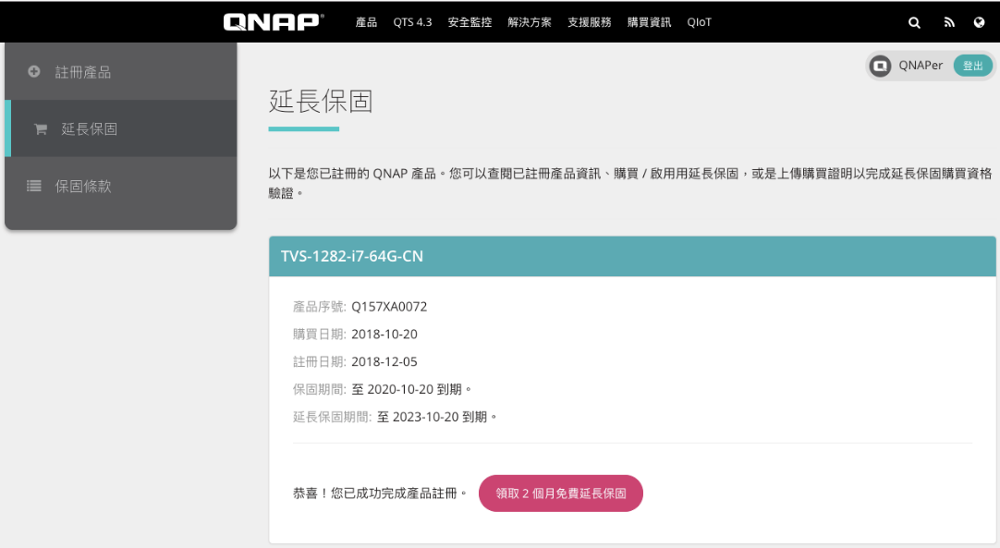 QNAP
產品 QTS 4.3 安全監控 解決方案 支援服務 購買資訊 QIoT
註冊產品
延長保固
保固條款
QNAPer 登出
延長保固
以下是您已註冊的 QNAP 產品。您可以查閱已註冊產品資訊、購買 / 啟用用延長保固，或是上傳購買證明以完成延長保固購買資格
驗證。
TVS-1282-i7-64G-CN
產品序號: Q157XA0072
購買日期: 2018-10-20
註冊日期: 2018-12-05
保固期間: 至 2020-10-20 到期。
延長保固期間: 至 2023-10-20 到期。
恭喜！您已成功完成產品註冊。 領取 2 個月免費延長保固